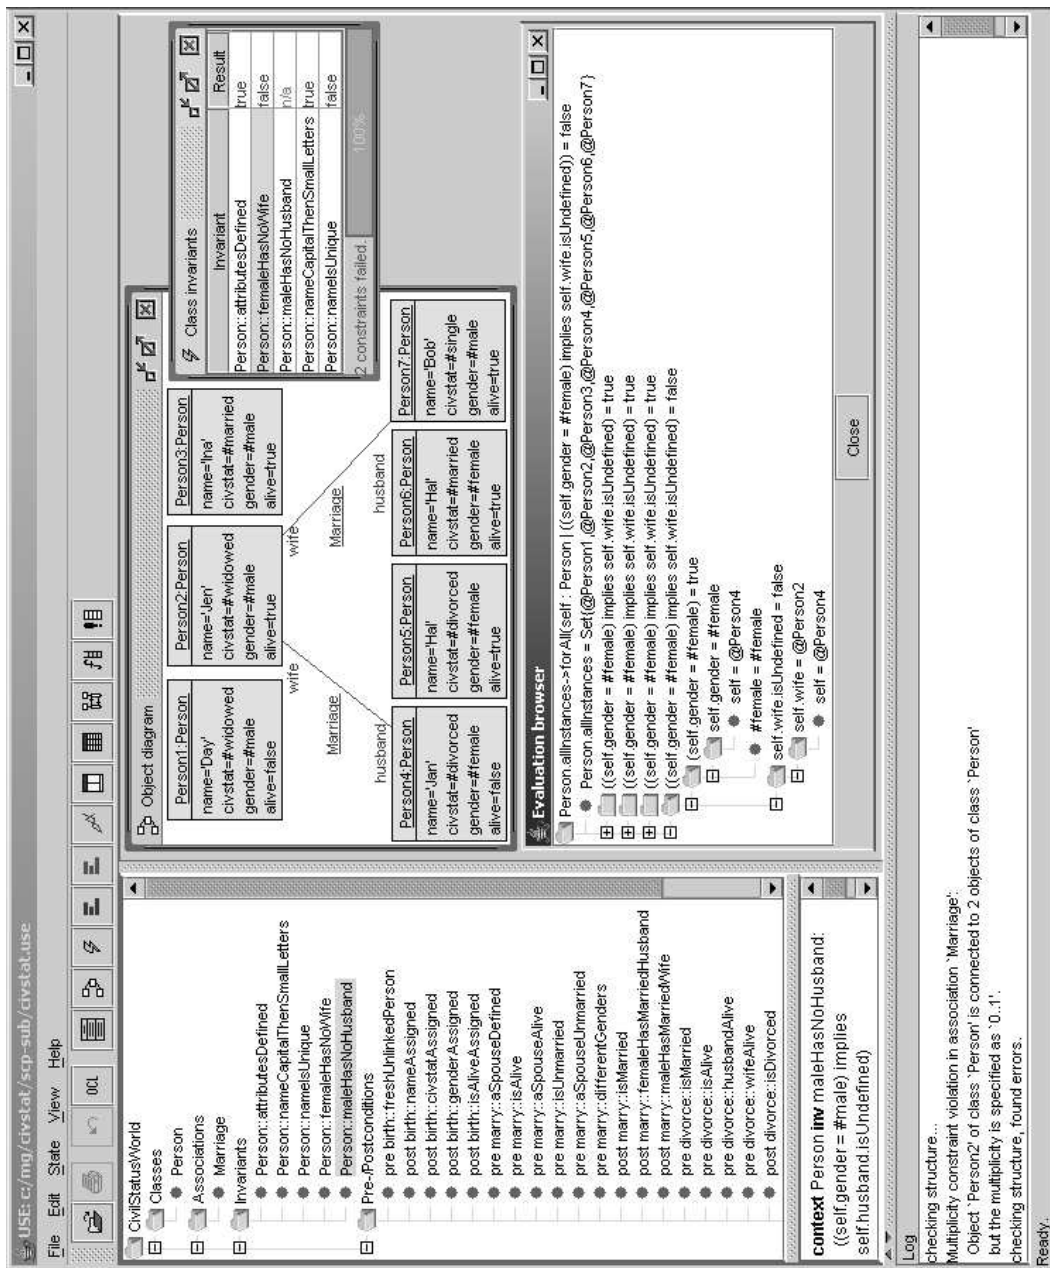 USE: c:/mg/civstat/scp-sub/civstat.use
File Edit State View Help
OCL
CivilStatusWorld
Classes
Person
Associations
Marriage
Invariants
Person::attributesDefined
Person::nameCapitalThenSmallLetters
Person::nameIsUnique
Person::femaleHasNoWife
Person::maleHasNoHusband
Pre-/Postconditions
pre birth::freshUnlinkedPerson
post birth::nameAssigned
post birth::civstatAssigned
post birth::genderAssigned
post birth::isAliveAssigned
pre marry::aSpouseDefined
pre marry::isAlive
pre marry::aSpouseAlive
pre marry::isUnmarried
pre marry::aSpouseUnmarried
pre marry::differentGenders
post marry::isMarried
post marry::femaleHasMarriedHusband
post marry::maleHasMarriedWife
pre divorce::isMarried
pre divorce::isAlive
pre divorce::husbandAlive
pre divorce::wifeAlive
post divorce::isDivorced
context Person inv maleHasNoHusband:
((self.gender = #male) implies
self.husband.isUndefined)
Object diagram
Person1:Person
name='Day'
civstat=#widowed
gender=#male
alive=false
Person2:Person
name='Jen'
civstat=#widowed
gender=#male
alive=true
Person3:Person
name='Ina'
civstat=#married
gender=#male
alive=true
wife
wife
Marriage
Marriage
husband
husband
Person4:Person
name='Jan'
civstat=#divorced
gender=#female
alive=false
Person5:Person
name='Hal'
civstat=#divorced
gender=#female
alive=true
Person6:Person
name='Hal'
civstat=#married
gender=#female
alive=true
Person7:Person
name='Bob'
civstat=#single
gender=#male
alive=true
Class invariants
Invariant Result
Person::attributesDefined true
Person::femaleHasNoWife false
Person::maleHasNoHusband n/a
Person::nameCapitalThenSmallLetters true
Person::nameIsUnique false
2 constraints failed. 100%
Evaluation browser
Person.allInstances->forAll(self : Person | ((self.gender = #female) implies self.wife.isUndefined)) = false
Person.allInstances = Set{@Person1,@Person2,@Person3,@Person4,@Person5,@Person6,@Person7}
((self.gender = #female) implies self.wife.isUndefined) = true
((self.gender = #female) implies self.wife.isUndefined) = true
((self.gender = #female) implies self.wife.isUndefined) = true
((self.gender = #female) implies self.wife.isUndefined) = false
(self.gender = #female) = true
self.gender = #female
self = @Person4
#female = #female
self.wife.isUndefined = false
self.wife = @Person2
self = @Person4
Close
Log
checking structure...
Multiplicity constraint violation in association `Marriage':
Object `Person2' of class `Person' is connected to 2 objects of class `Person'
but the multiplicity is specified as `0..1'.
checking structure, found errors.
Ready.